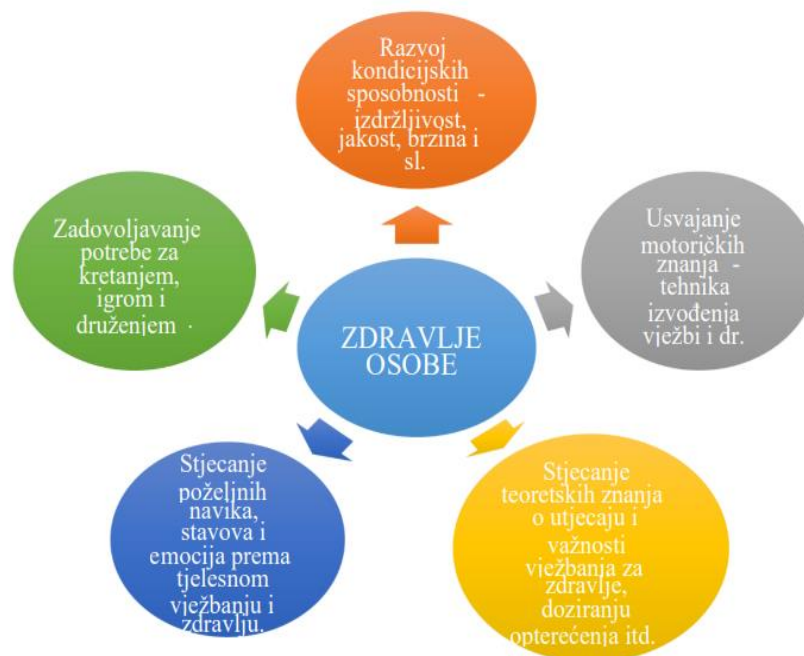 Razvoj
kondicijskih
sposobnosti -
izdržljivost,
jakost, brzina i
sl.
Zadovoljavanje
potrebe za
kretanjem,
igrom i
druženjem .
Usvajanje
motoričkih
znanja -
tehnika
izvođenja
vježbi i dr.
ZDRAVLJE
OSOBE
Stjecanje
poželjnih
navika,
stavova i
emocija prema
tjelesnom
vježbanju i
zdravlju.
Stjecanje
teoretskih znanja
o utjecaju i
važnosti
vježbanja za
zdravlje,
doziranju
opterećenja itd.